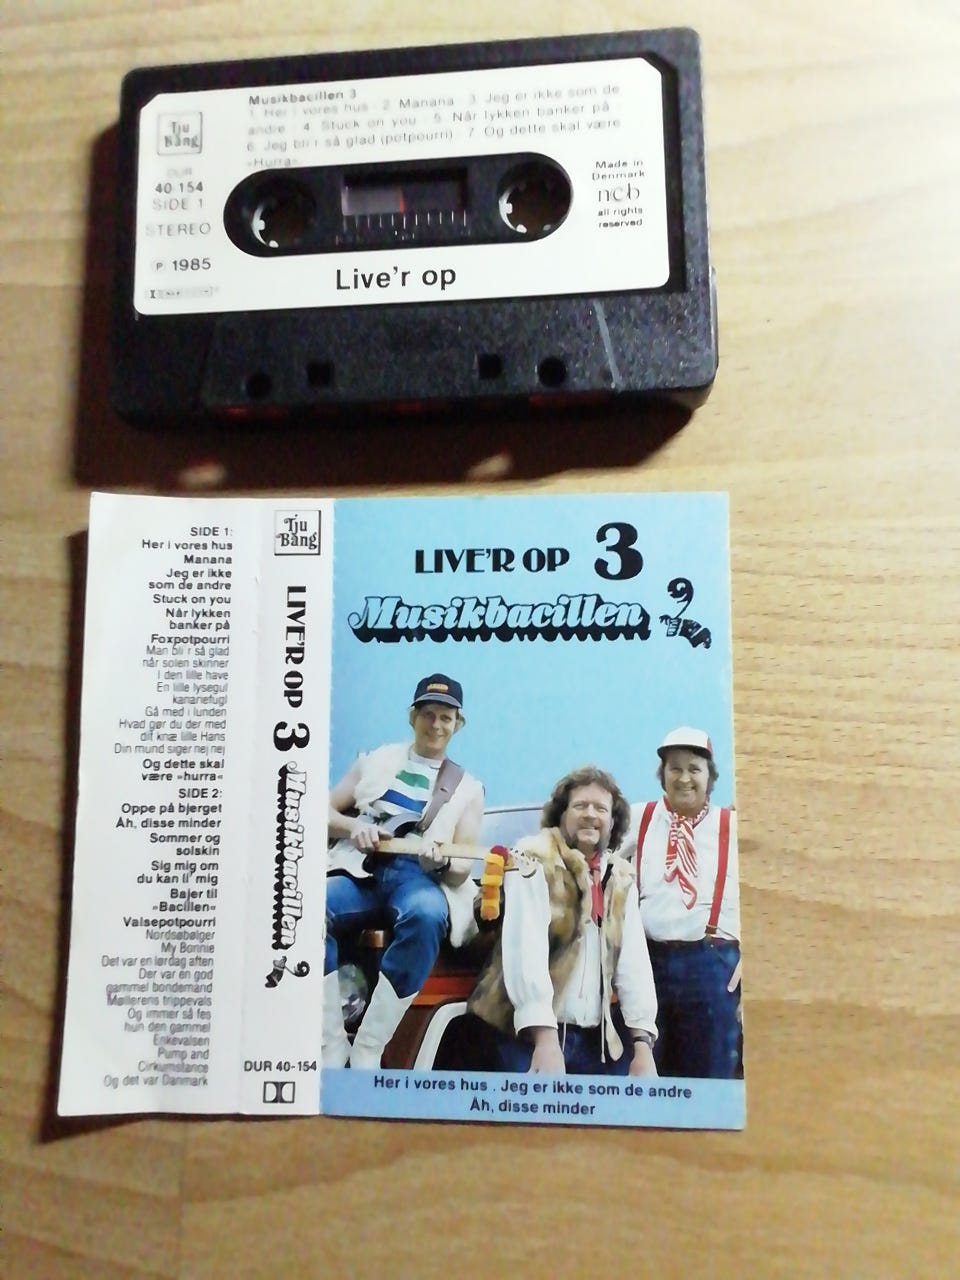 Tju
Bang
DUR
40-154
SIDE 1
STEREO
P 1985
Musikbacillen 3
1. Her i vores hus · 2. Manana · 3. Jeg er ikke som de
andre · 4. Stuck on you · 5. Når lykken banker på ·
6. Jeg bli'r så glad (potpourri) · 7. Og dette skal være
»Hurra«
Made in
Denmark
ncb
all rights
reserved
Live'r op
SIDE 1:
Her i vores hus
Manana
Jeg er ikke
som de andre
Stuck on you
Når lykken
banker på
Foxpotpourri
Man bli'r så glad
når solen skinner
I den lille have
En lille lysegul
kanariefugl
Gå med i lunden
Hvad gør du der med
dit knæ lille Hans
Din mund siger nej nej
Og dette skal
være »hurra«
SIDE 2:
Oppe på bjerget
Åh, disse minder
Sommer og
solskin
Sig mig om
du kan li' mig
Bajer til
»Bacillen«
Valsepotpourri
Nordsøbølger
My Bonnie
Det var en lørdag aften
Der var en god
gammel bondemand
Møllerens trippevals
Og immer så fes
hun den gammel
Enkevalsen
Pump and
Cirkumstance
Og det var Danmark
Tju
Bang
LIVE'R OP 3 Musikbacillen
DUR 40-154
LIVE'R OP 3
Musikbacillen
Her i vores hus . Jeg er ikke som de andre
Åh, disse minder